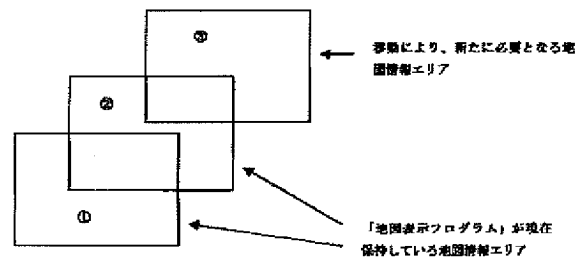 ③
移動により、新たに必要となる地
図情報エリア
②
①
「地図表示プログラム」が現在
保持している地図情報エリア